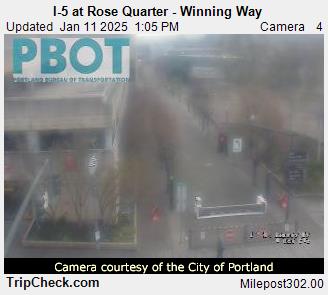 I-5 at Rose Quarter - Winning Way
Updated Jan 11 2025 1:05 PM Camera 4
PBOT
PORTLAND BUREAU OF TRANSPORTATION
Camera courtesy of the City of Portland
TripCheck.com Milepost302.00